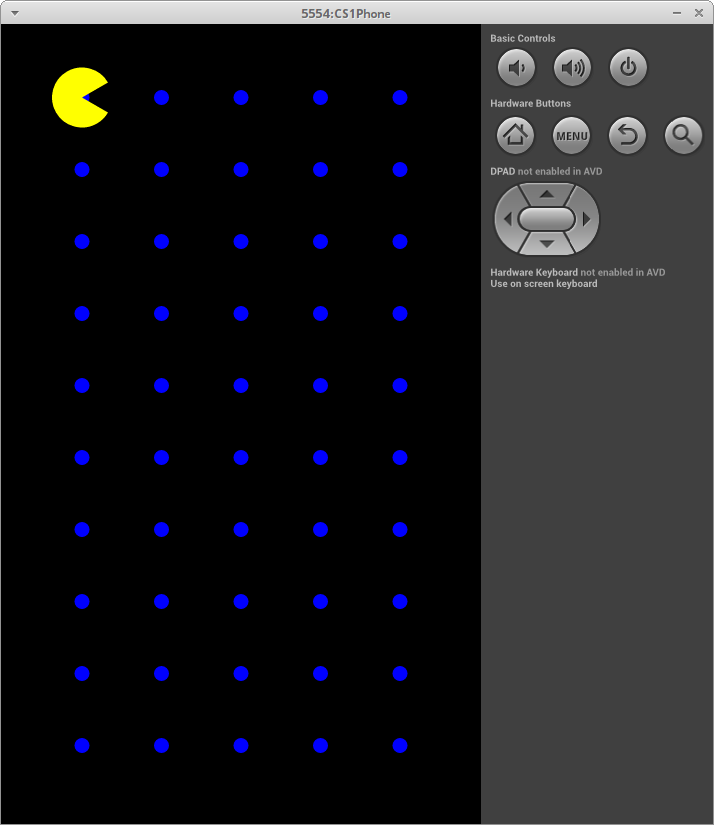 5554:CS1Phone
Basic Controls
Hardware Buttons
MENU
DPAD not enabled in AVD
Hardware Keyboard not enabled in AVD
Use on screen keyboard